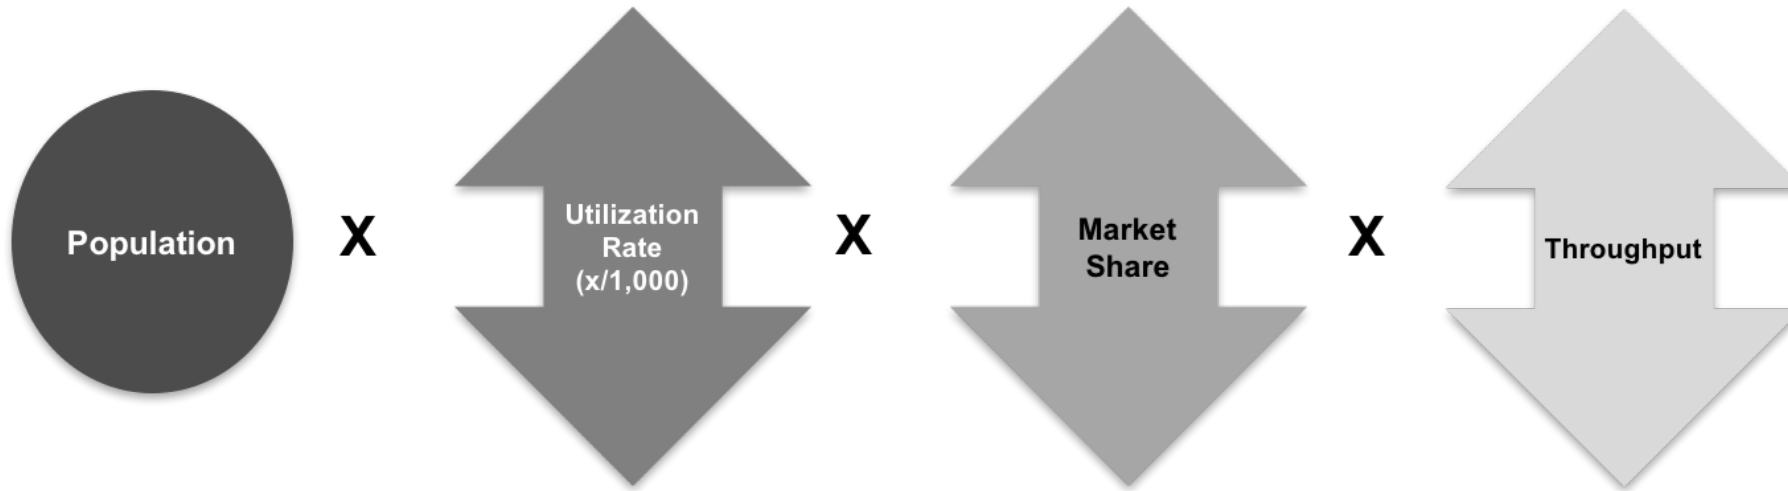 Population
X
Utilization
Rate
(x/1,000)
X
Market
Share
X
Throughput